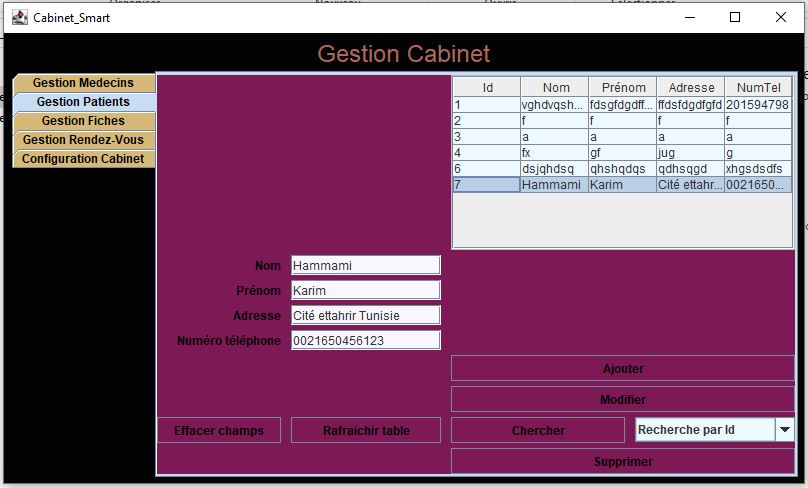 Cabinet_Smart
Gestion Cabinet
Gestion Medecins
Gestion Patients
Gestion Fiches
Gestion Rendez-Vous
Configuration Cabinet
Id Nom Prénom Adresse NumTel
1 vghdvqsh... fdsgfdgdff... ffdsfdgdfgfd 201594798
2 f f f f
3 a a a a
4 fx gf jug g
6 dsjqhdsq qhshqdqs qdhsqgd xhgsdsdfs
7 Hammami Karim Cité ettahr... 0021650...
Nom Hammami
Prénom Karim
Adresse Cité ettahrir Tunisie
Numéro téléphone 0021650456123
Ajouter
Modifier
Effacer champs Rafraichir table Chercher Recherche par Id
Supprimer